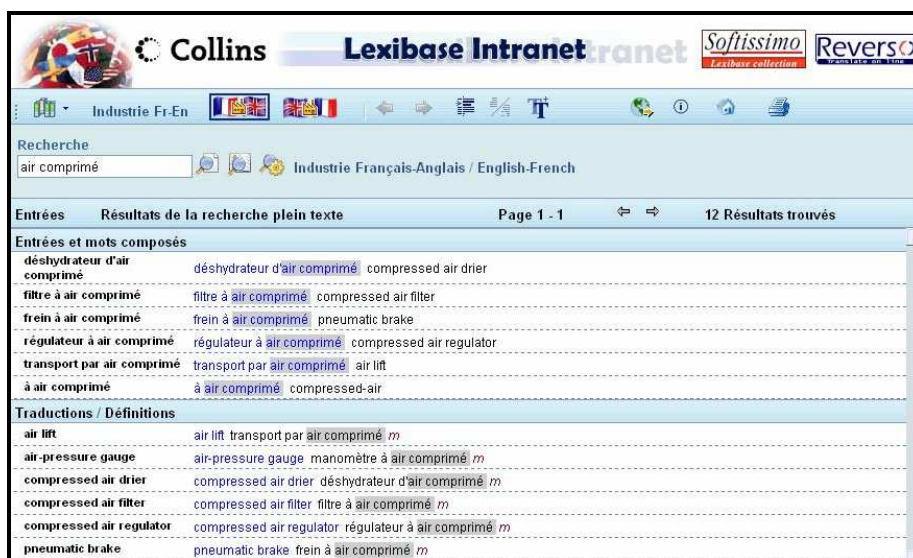 Collins Lexibase Intranet Softissimo Reverso
Lexibase collection Translate on line
Industrie Fr-En
Recherche
air comprimé Industrie Français-Anglais / English-French
Entrées Résultats de la recherche plein texte Page 1 - 1 12 Résultats trouvés
Entrées et mots composés
déshydrateur d'air comprimé déshydrateur d'air comprimé compressed air drier
filtre à air comprimé filtre à air comprimé compressed air filter
frein à air comprimé frein à air comprimé pneumatic brake
régulateur à air comprimé régulateur à air comprimé compressed air regulator
transport par air comprimé transport par air comprimé air lift
à air comprimé à air comprimé compressed-air
Traductions / Définitions
air lift air lift transport par air comprimé m
air-pressure gauge air-pressure gauge manomètre à air comprimé m
compressed air drier compressed air drier déshydrateur d'air comprimé m
compressed air filter compressed air filter filtre à air comprimé m
compressed air regulator compressed air regulator régulateur à air comprimé m
pneumatic brake pneumatic brake frein à air comprimé m